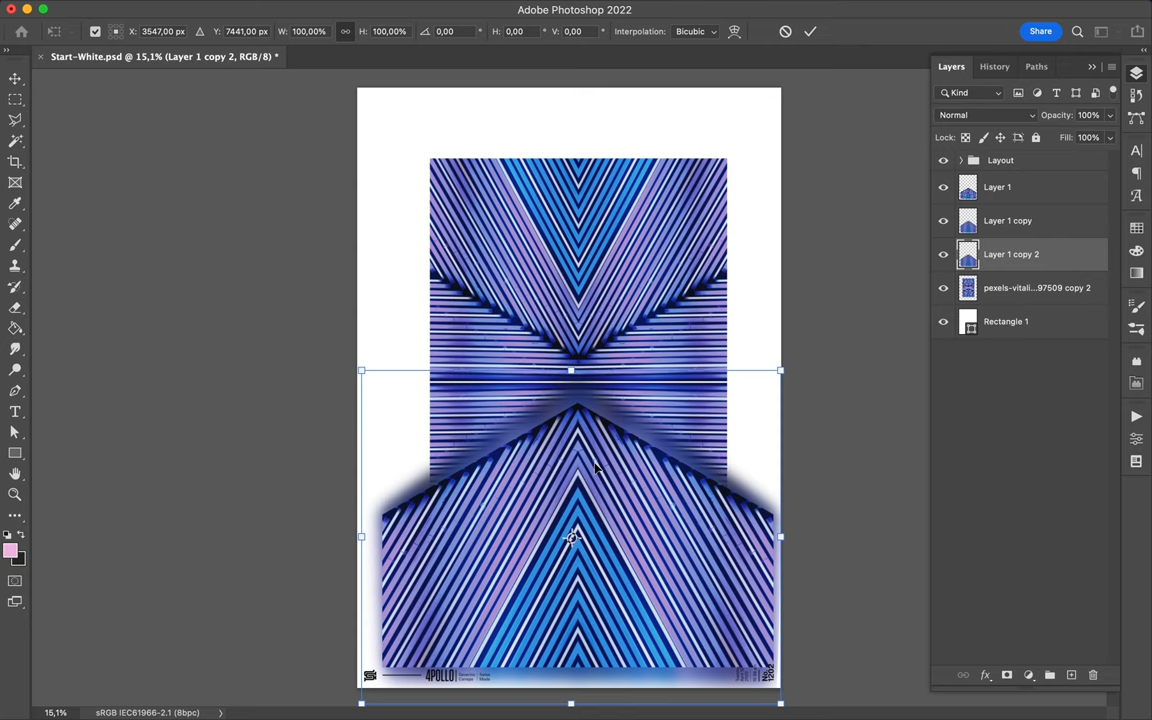 Adobe Photoshop 2022
X: 3547,00 px Y: 7441,00 px W: 100,00% H: 100,00% 0,00 ° H: 0,00 ° V: 0,00 ° Interpolation: Bicubic Share
× Start-White.psd @ 15,1% (Layer 1 copy 2, RGB/8) *
Layers History Paths
Kind
Normal Opacity: 100%
Lock: Fill: 100%
Layout
Layer 1
Layer 1 copy
Layer 1 copy 2
pexels-vitali...97509 copy 2
Rectangle 1
4POLLO
No. 1202
15,1% sRGB IEC61966-2.1 (8bpc)